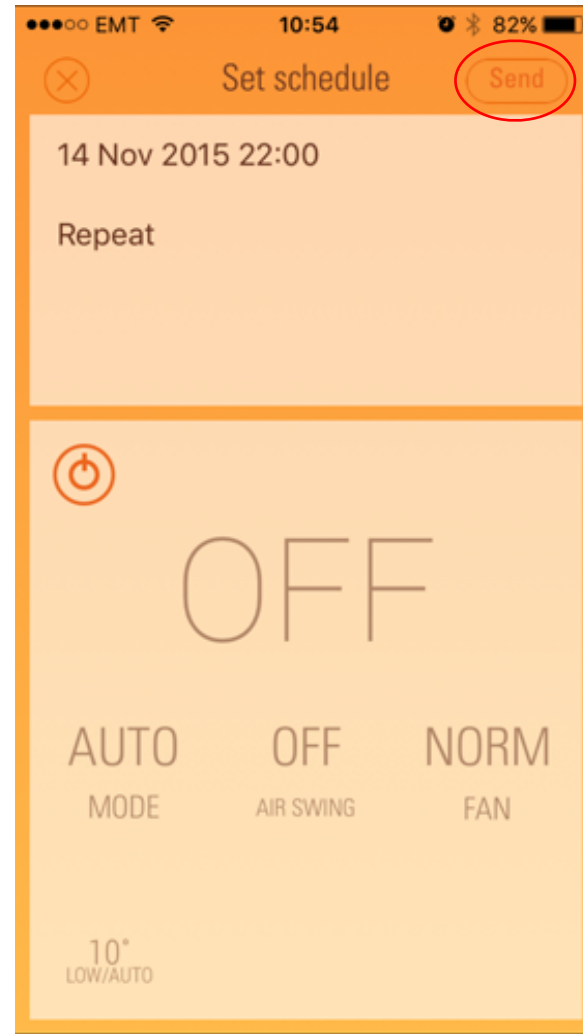 EMT 10:54 82%
Set schedule Send
14 Nov 2015 22:00
Repeat
OFF
AUTO OFF NORM
MODE AIR SWING FAN
10°
LOW/AUTO